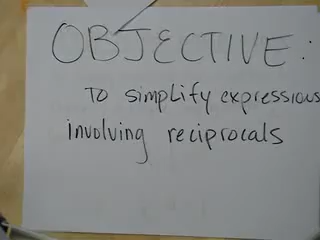 OBJECTIVE:
To simplify expressions
involving reciprocals